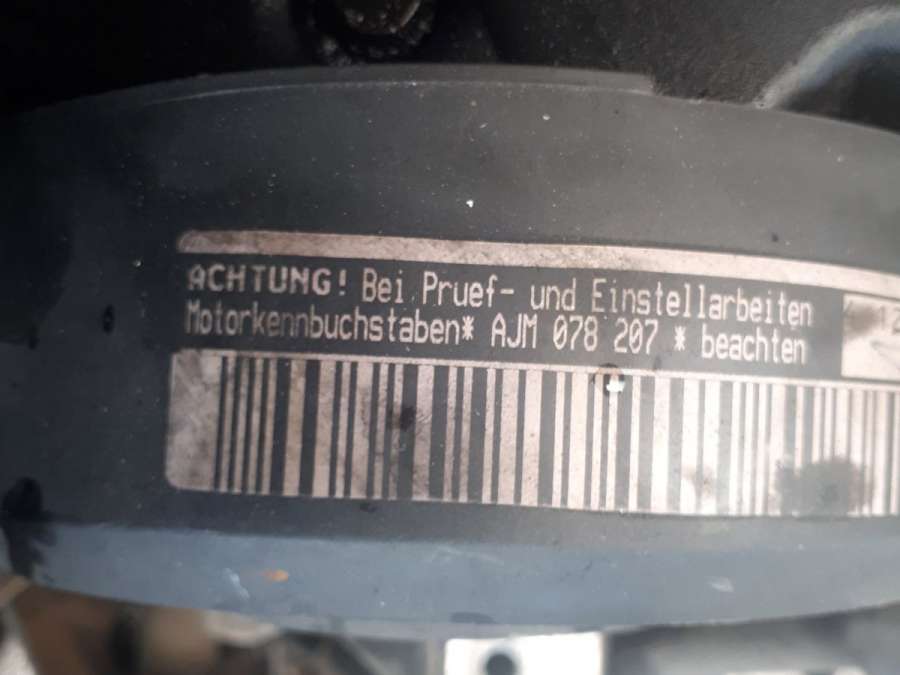 ACHTUNG! Bei Pruef- und Einstellarbeiten
Motorkennbuchstaben* AJM 078 207 * beachten